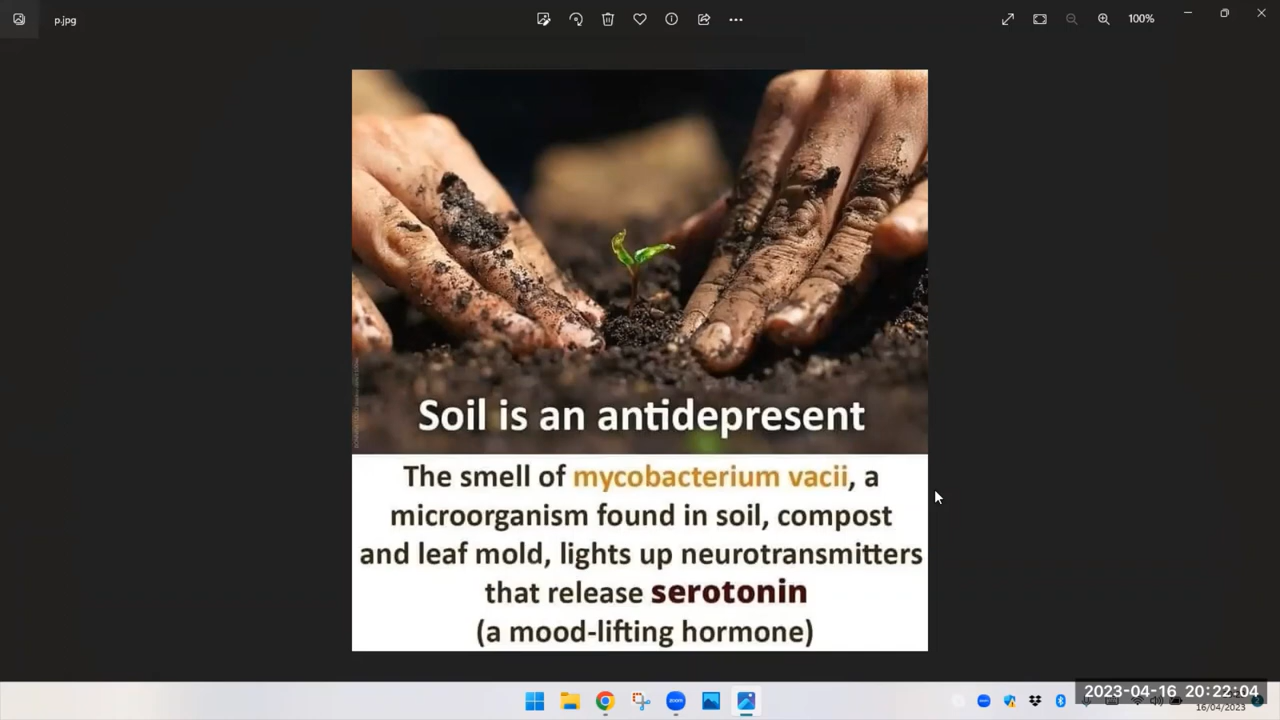 p.jpg
100%
Soil is an antidepresent
The smell of mycobacterium vacii, a
microorganism found in soil, compost
and leaf mold, lights up neurotransmitters
that release serotonin
(a mood-lifting hormone)
zoom
2023-04-16 20:22:04
16/04/2023